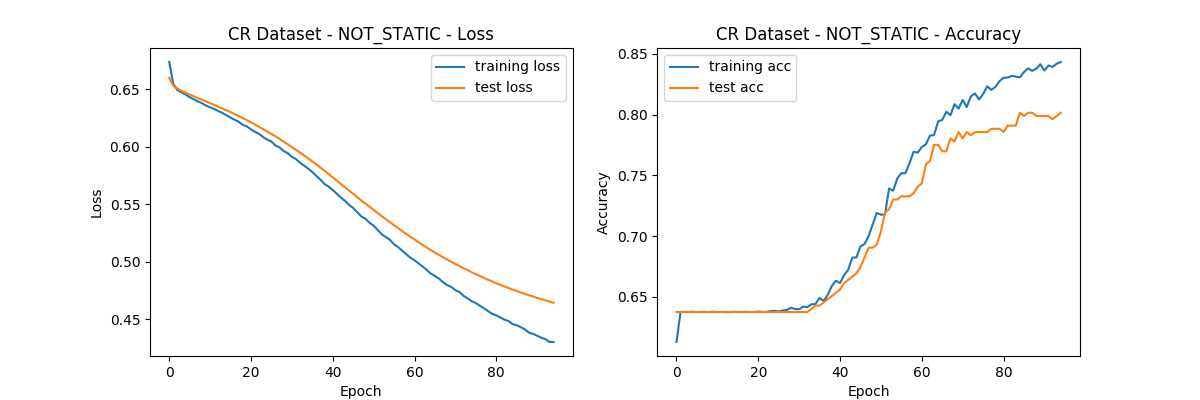 CR Dataset - NOT_STATIC - Loss
training loss
test loss
0.65
0.60
0.55
0.50
0.45
Loss
0
20
40
60
80
Epoch
CR Dataset - NOT_STATIC - Accuracy
training acc
test acc
0.85
0.80
0.75
0.70
0.65
Accuracy
0
20
40
60
80
Epoch